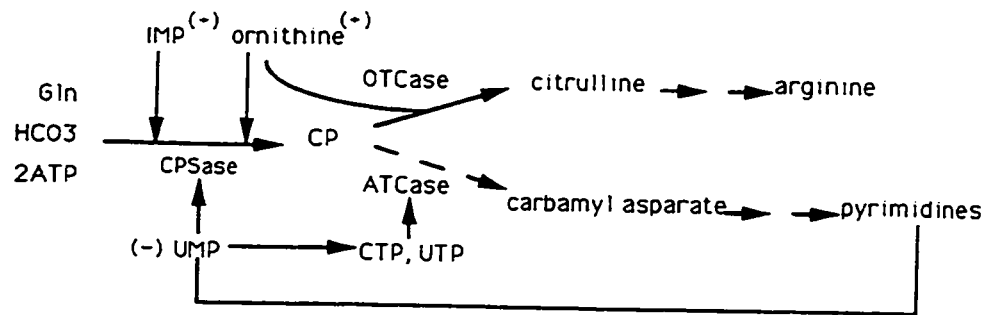 IMP (+) ornithine (+)
Gln
HCO3
2ATP
CPSase
CP
OTCase
citrulline
arginine
ATCase
carbamyl asparate
pyrimidines
(-) UMP
CTP, UTP